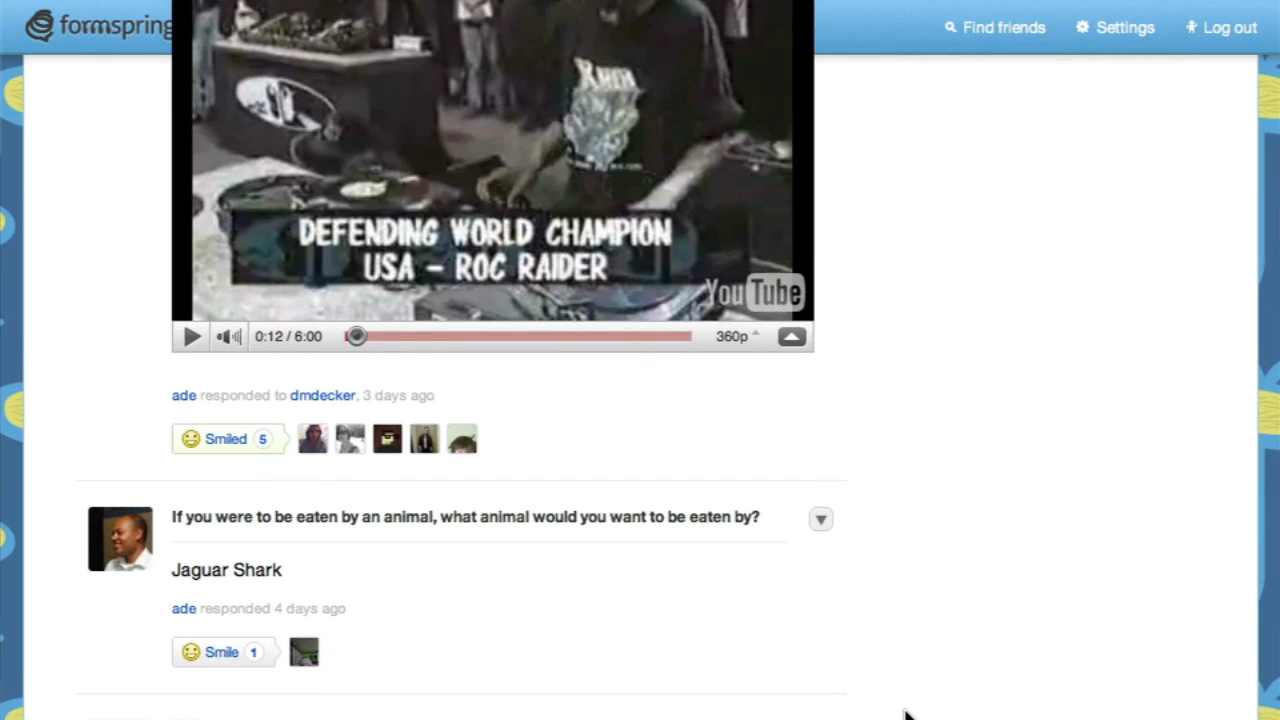 formspring
Find friends
Settings
Log out
DEFENDING WORLD CHAMPION
USA – ROC RAIDER
YouTube
0:12 / 6:00
360p
ade responded to dmdecker, 3 days ago
Smiled 5
If you were to be eaten by an animal, what animal would you want to be eaten by?
Jaguar Shark
ade responded 4 days ago
Smile 1